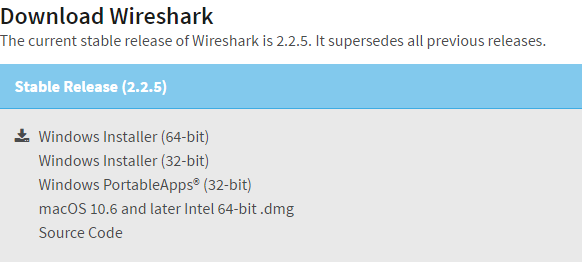 Download Wireshark
The current stable release of Wireshark is 2.2.5. It supersedes all previous releases.
Stable Release (2.2.5)
Windows Installer (64-bit)
Windows Installer (32-bit)
Windows PortableApps® (32-bit)
macOS 10.6 and later Intel 64-bit .dmg
Source Code